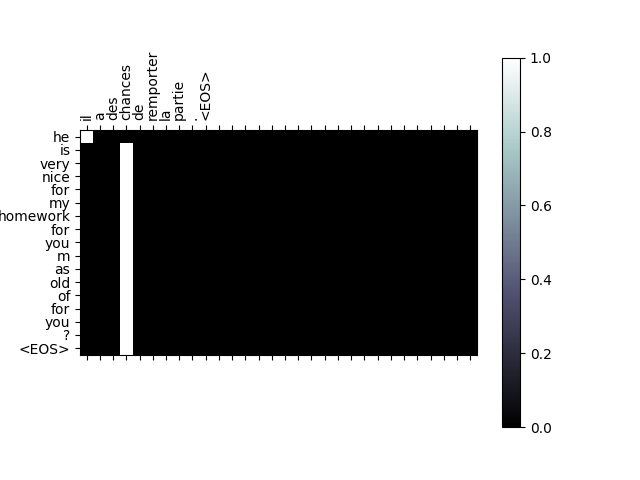 il
a
des
chances
de
remporter
la
partie
.
<EOS>
he
is
very
nice
for
my
homework
for
you
m
as
old
of
for
you
?
<EOS>
1.0
0.8
0.6
0.4
0.2
0.0